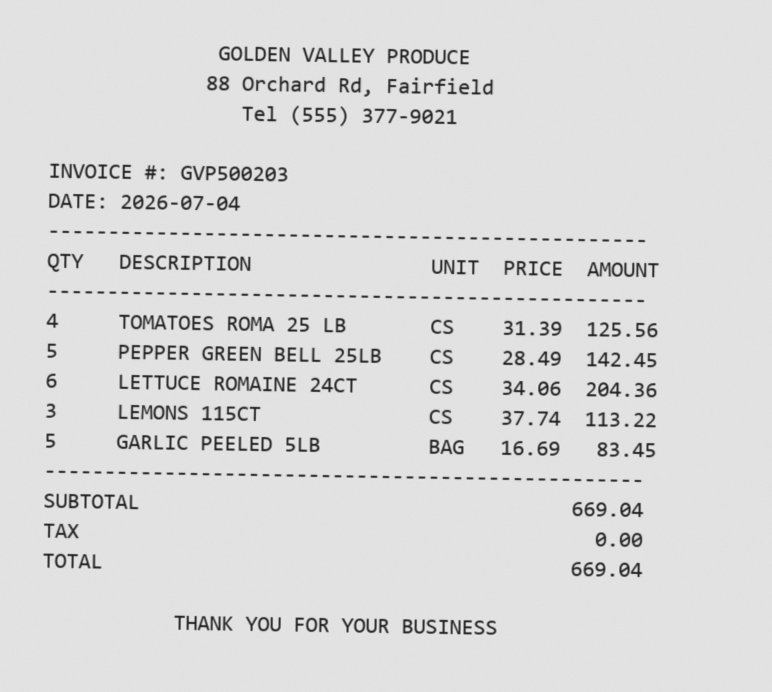 GOLDEN VALLEY PRODUCE
88 Orchard Rd, Fairfield
Tel (555) 377-9021
INVOICE #: GVP500203
DATE: 2026-07-04
--------------------------------------------------
QTY DESCRIPTION UNIT PRICE AMOUNT
--------------------------------------------------
4 TOMATOES ROMA 25 LB CS 31.39 125.56
5 PEPPER GREEN BELL 25LB CS 28.49 142.45
6 LETTUCE ROMAINE 24CT CS 34.06 204.36
3 LEMONS 115CT CS 37.74 113.22
5 GARLIC PEELED 5LB BAG 16.69 83.45
--------------------------------------------------
SUBTOTAL 669.04
TAX 0.00
TOTAL 669.04
THANK YOU FOR YOUR BUSINESS